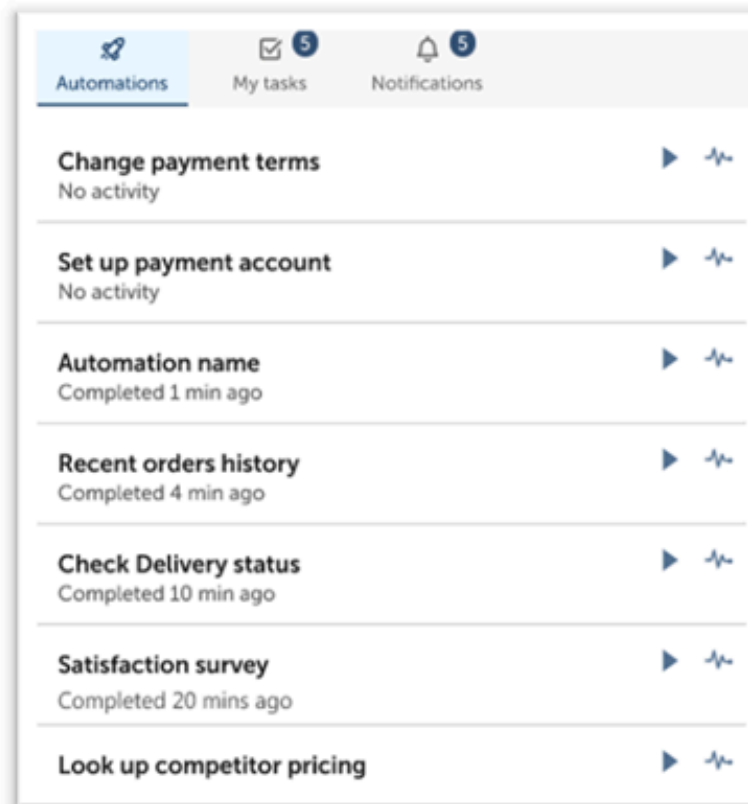 5
5
Automations
My tasks
Notifications
Change payment terms
No activity
Set up payment account
No activity
Automation name
Completed 1 min ago
Recent orders history
Completed 4 min ago
Check Delivery status
Completed 10 min ago
Satisfaction survey
Completed 20 mins ago
Look up competitor pricing